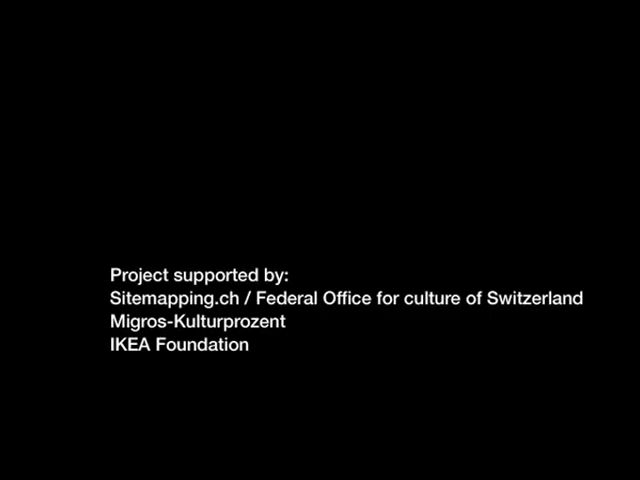 Project supported by:
Sitemapping.ch / Federal Office for culture of Switzerland
Migros-Kulturprozent
IKEA Foundation